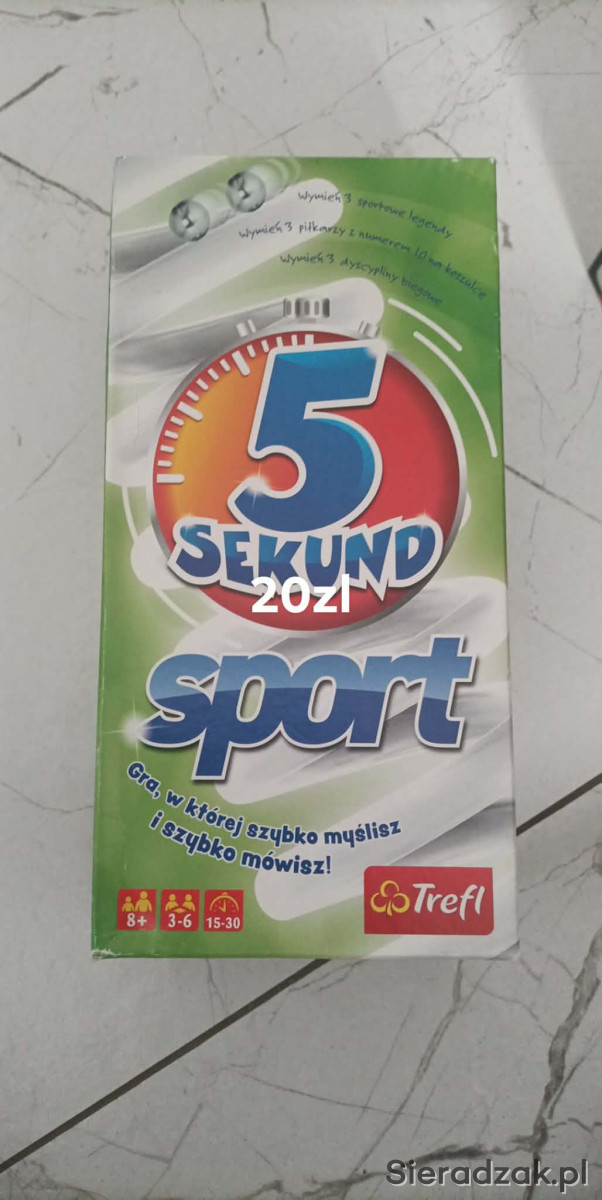 Wymień 3 sportowe legendy
Wymień 3 piłkarzy z numerem 10 na koszulce
Wymień 3 dyscypliny biegowe
5
SEKUND
20zl
sport
Gra, w której szybko myślisz
i szybko mówisz!
8+
3-6
15-30
Trefl
Sieradzak.pl